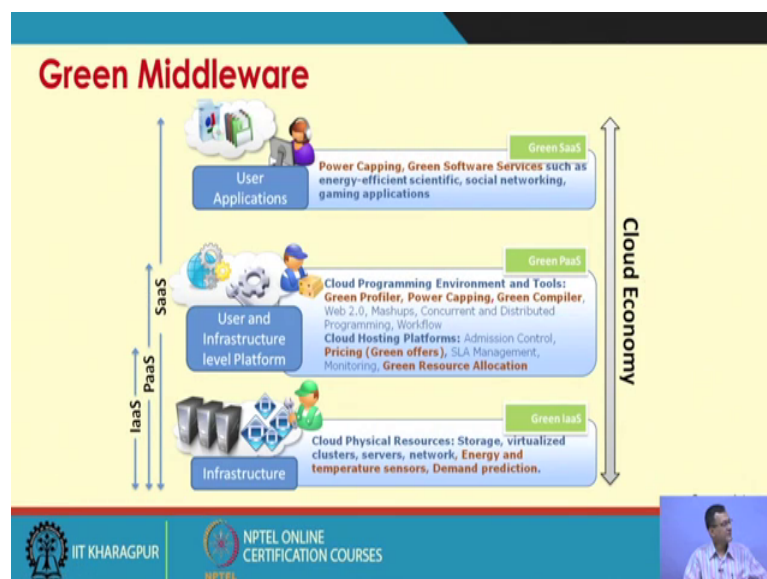 Green Middleware
Green SaaS
User
Applications
Power Capping, Green Software Services such as
energy-efficient scientific, social networking,
gaming applications
Green PaaS
User and
Infrastructure
level Platform
Cloud Programming Environment and Tools:
Green Profiler, Power Capping, Green Compiler,
Web 2.0, Mashups, Concurrent and Distributed
Programming, Workflow
Cloud Hosting Platforms: Admission Control,
Pricing (Green offers), SLA Management,
Monitoring, Green Resource Allocation
Green IaaS
Infrastructure
Cloud Physical Resources: Storage, virtualized
clusters, servers, network, Energy and
temperature sensors, Demand prediction.
IaaS
PaaS
SaaS
Cloud Economy
IIT KHARAGPUR
NPTEL ONLINE
CERTIFICATION COURSES
NPTEL